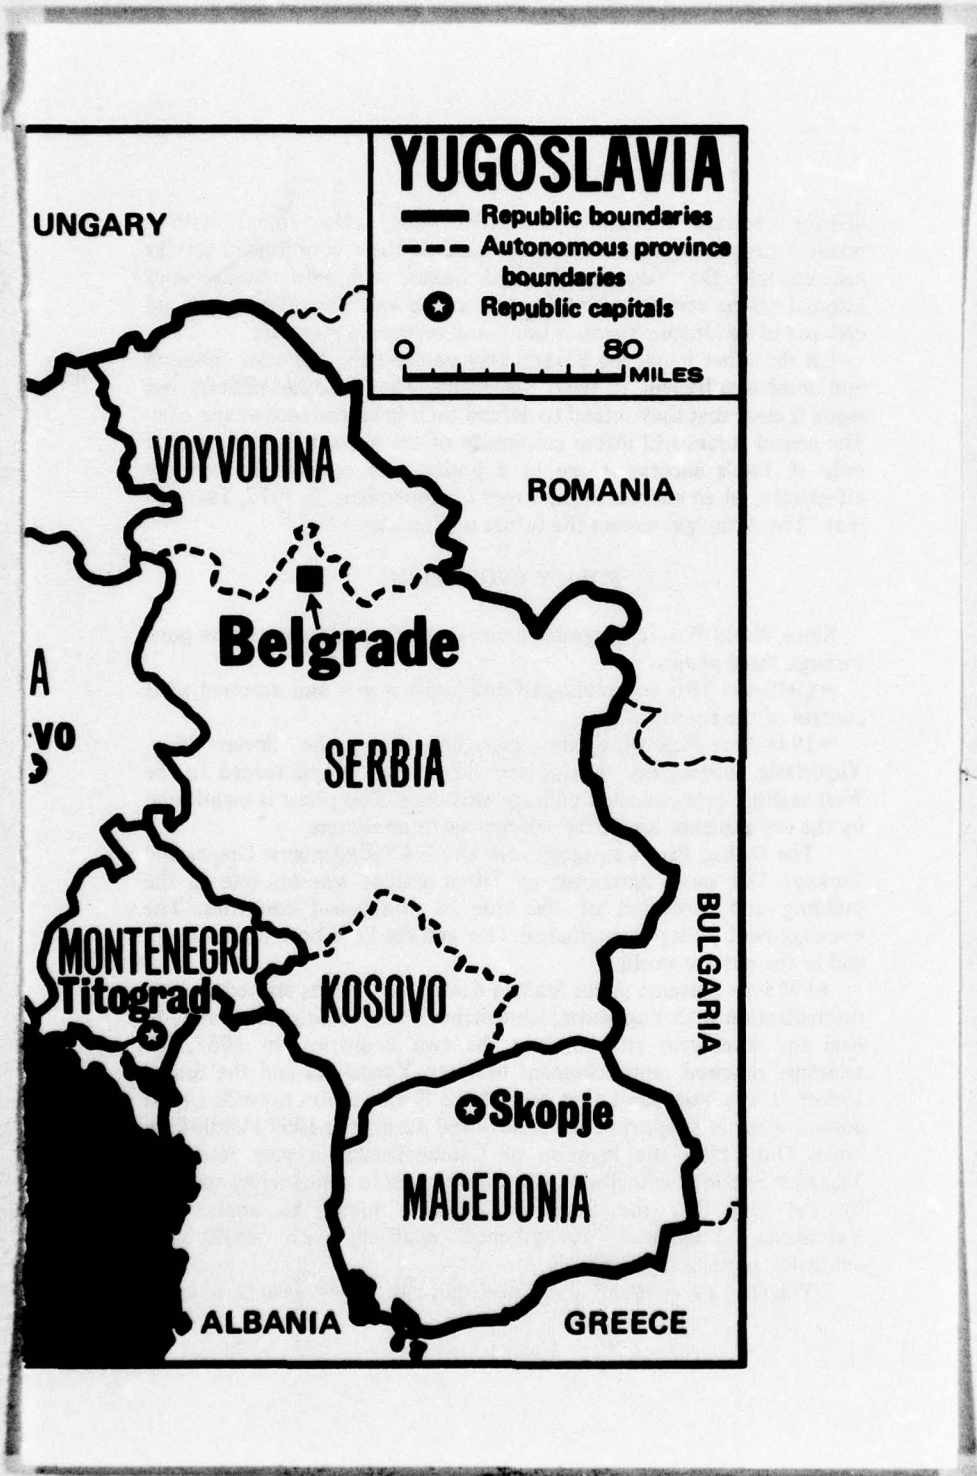 YUGOSLAVIA
Republic boundaries
Autonomous province
boundaries
Republic capitals
0 80
MILES
UNGARY
VOYVODINA
ROMANIA
Belgrade
A
vo
SERBIA
BULGARIA
MONTENEGRO
Titograd
KOSOVO
Skopje
MACEDONIA
ALBANIA
GREECE